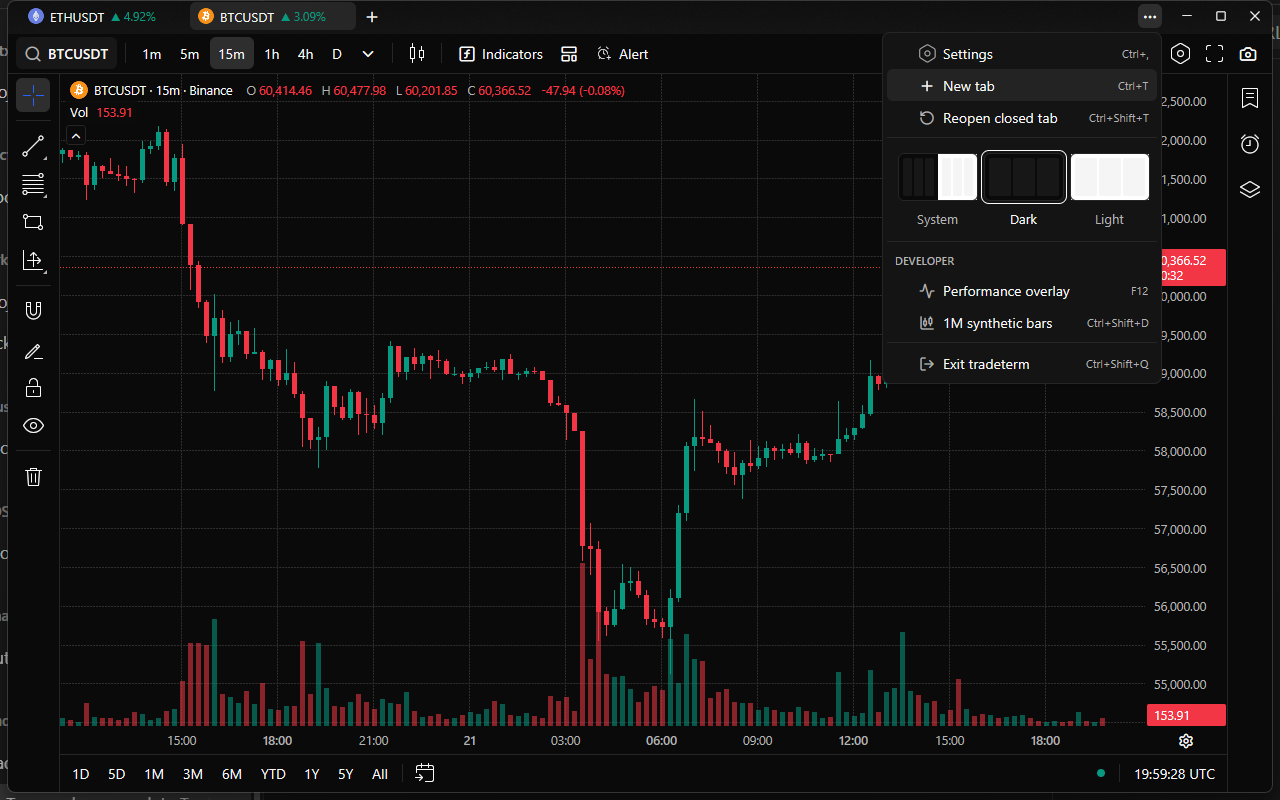 ETHUSDT ▲ 4.92% BTCUSDT ▲ 3.09%
BTCUSDT 1m 5m 15m 1h 4h D Indicators Alert
BTCUSDT · 15m · Binance O 60,414.46 H 60,477.98 L 60,201.85 C 60,366.52 -47.94 (-0.08%)
Vol 153.91
Settings Ctrl+,
New tab Ctrl+T
Reopen closed tab Ctrl+Shift+T
System Dark Light
DEVELOPER
Performance overlay F12
1M synthetic bars Ctrl+Shift+D
Exit tradeterm Ctrl+Shift+Q
2,500.00
2,000.00
1,500.00
1,000.00
0,366.52
0:32
0,000.00
9,500.00
9,000.00
58,500.00
58,000.00
57,500.00
57,000.00
56,500.00
56,000.00
55,500.00
55,000.00
153.91
15:00 18:00 21:00 21 03:00 06:00 09:00 12:00 15:00 18:00
1D 5D 1M 3M 6M YTD 1Y 5Y All 19:59:28 UTC